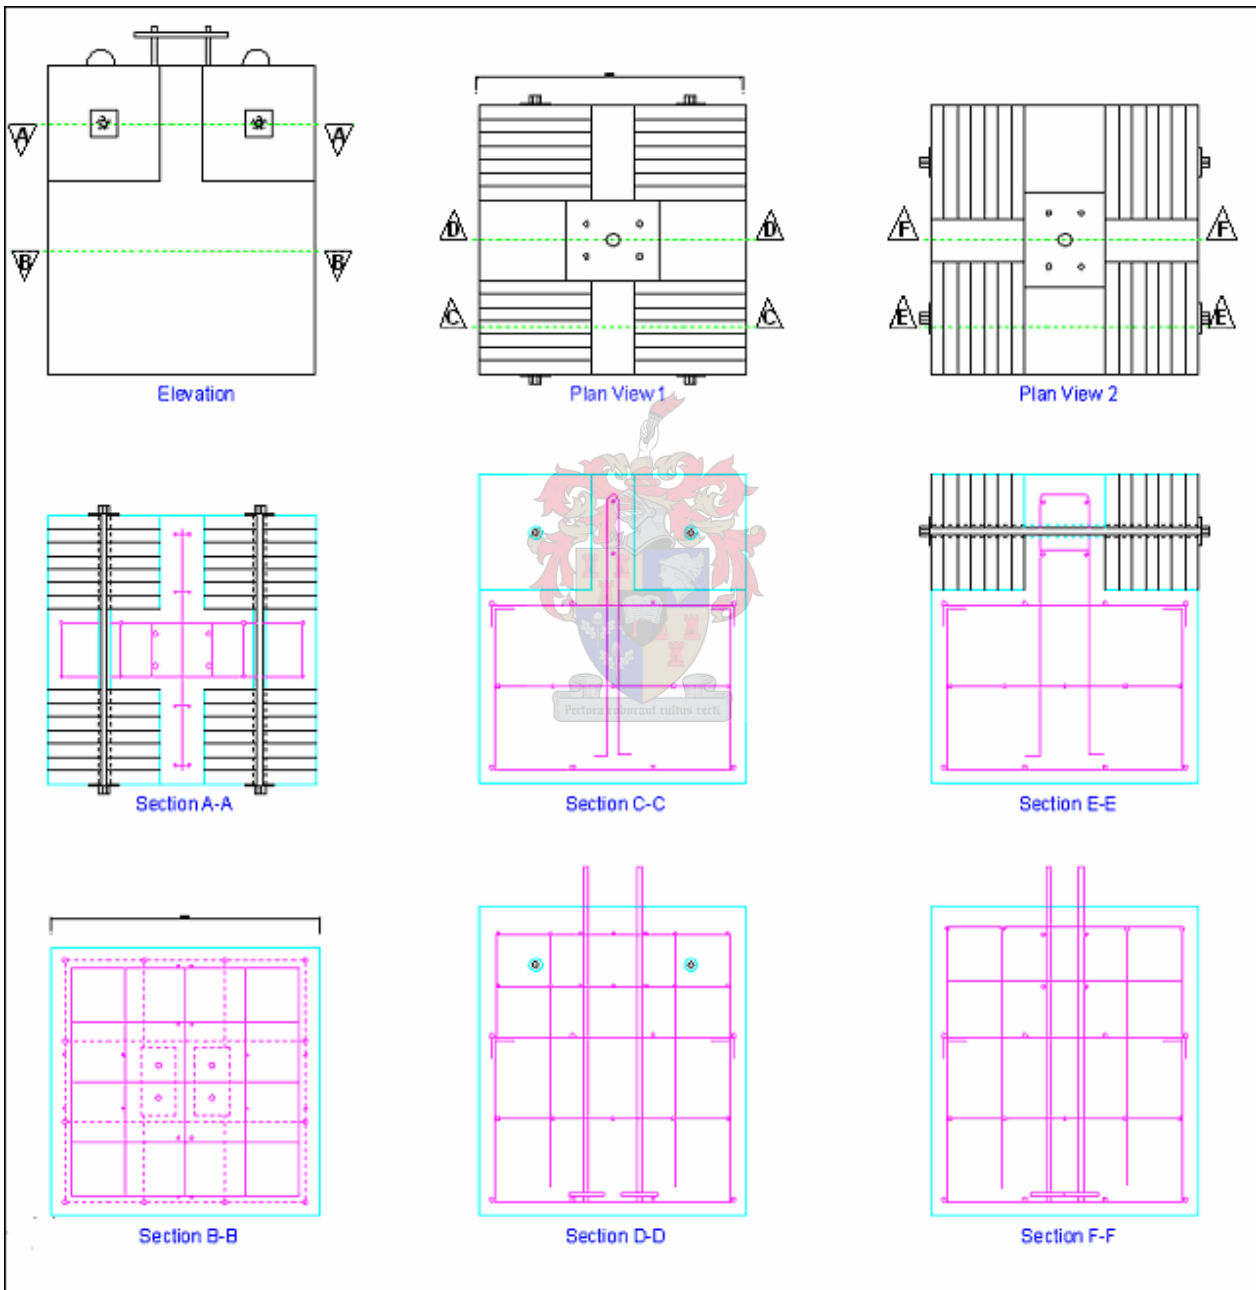 A A
B B
Elevation
D D
C C
Plan View 1
F F
E E
Plan View 2
Section A-A
Pectora roborant cultus recti
Section C-C
Section E-E
Section B-B
Section D-D
Section F-F